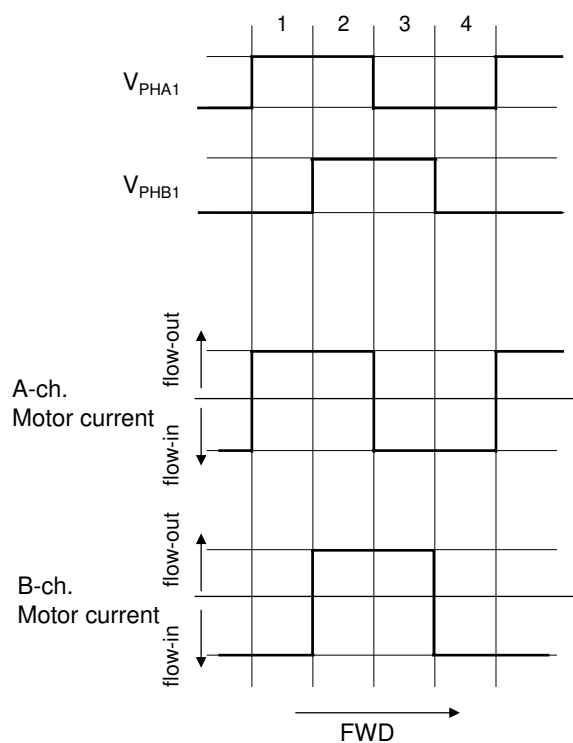 1 2 3 4
VPHA1
VPHB1
flow-out
A-ch.
Motor current
flow-in
flow-out
B-ch.
Motor current
flow-in
FWD